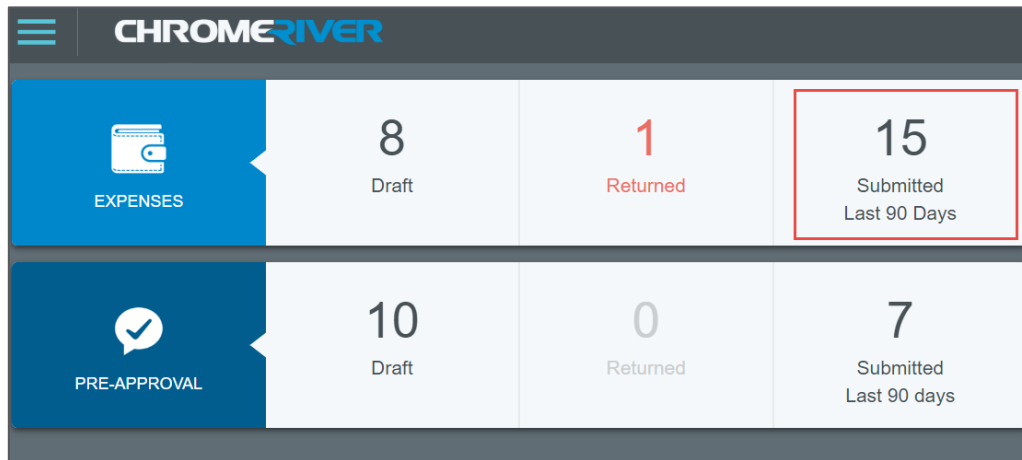 CHROMERIVER
EXPENSES
8
Draft
1
Returned
15
Submitted
Last 90 Days
PRE-APPROVAL
10
Draft
0
Returned
7
Submitted
Last 90 days